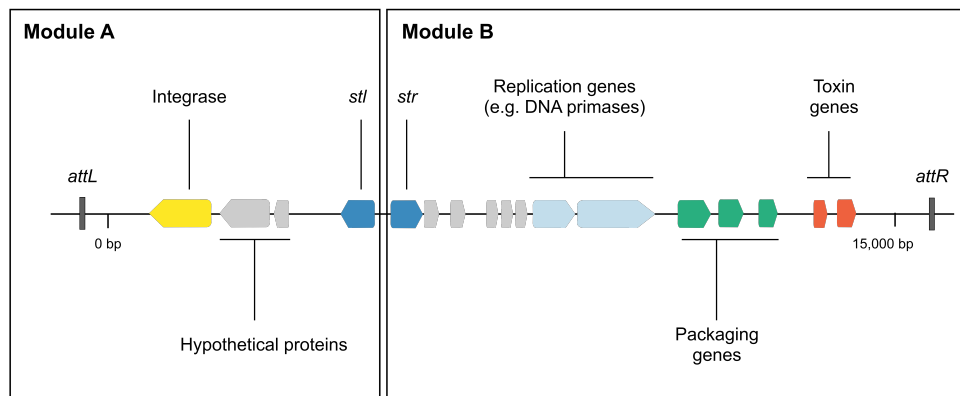 Module A
Module B
Integrase
stl
str
Replication genes
(e.g. DNA primases)
Toxin
genes
attL
attR
0 bp
15,000 bp
Hypothetical proteins
Packaging
genes